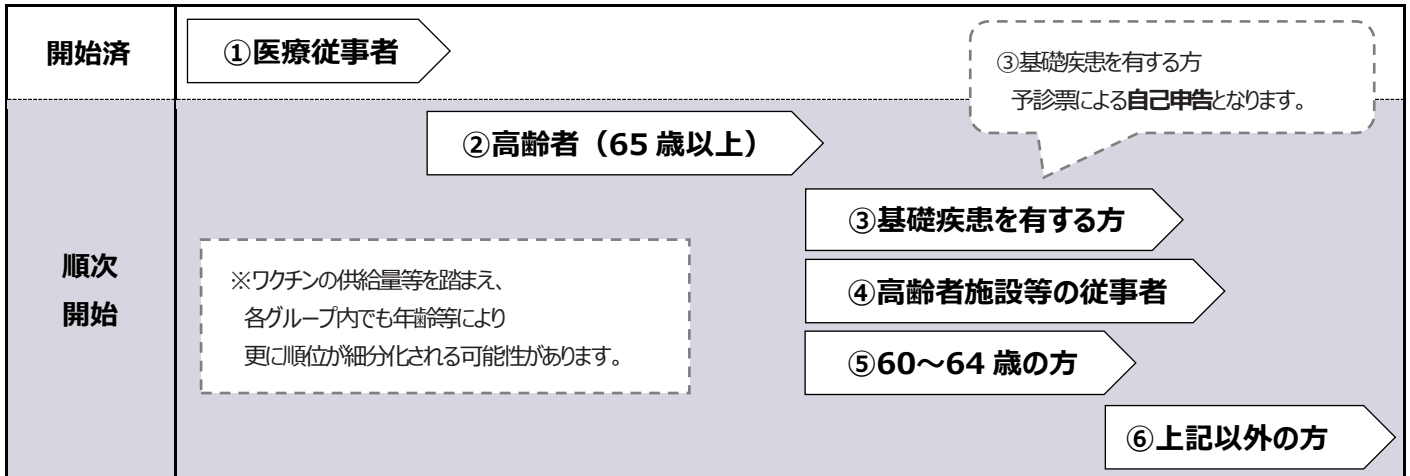 開始済
①医療従事者
③基礎疾患を有する方
予診票による自己申告となります。
②高齢者（65 歳以上）
順次
開始
※ワクチンの供給量等を踏まえ、
各グループ内でも年齢等により
更に順位が細分化される可能性があります。
③基礎疾患を有する方
④高齢者施設等の従事者
⑤60～64 歳の方
⑥上記以外の方